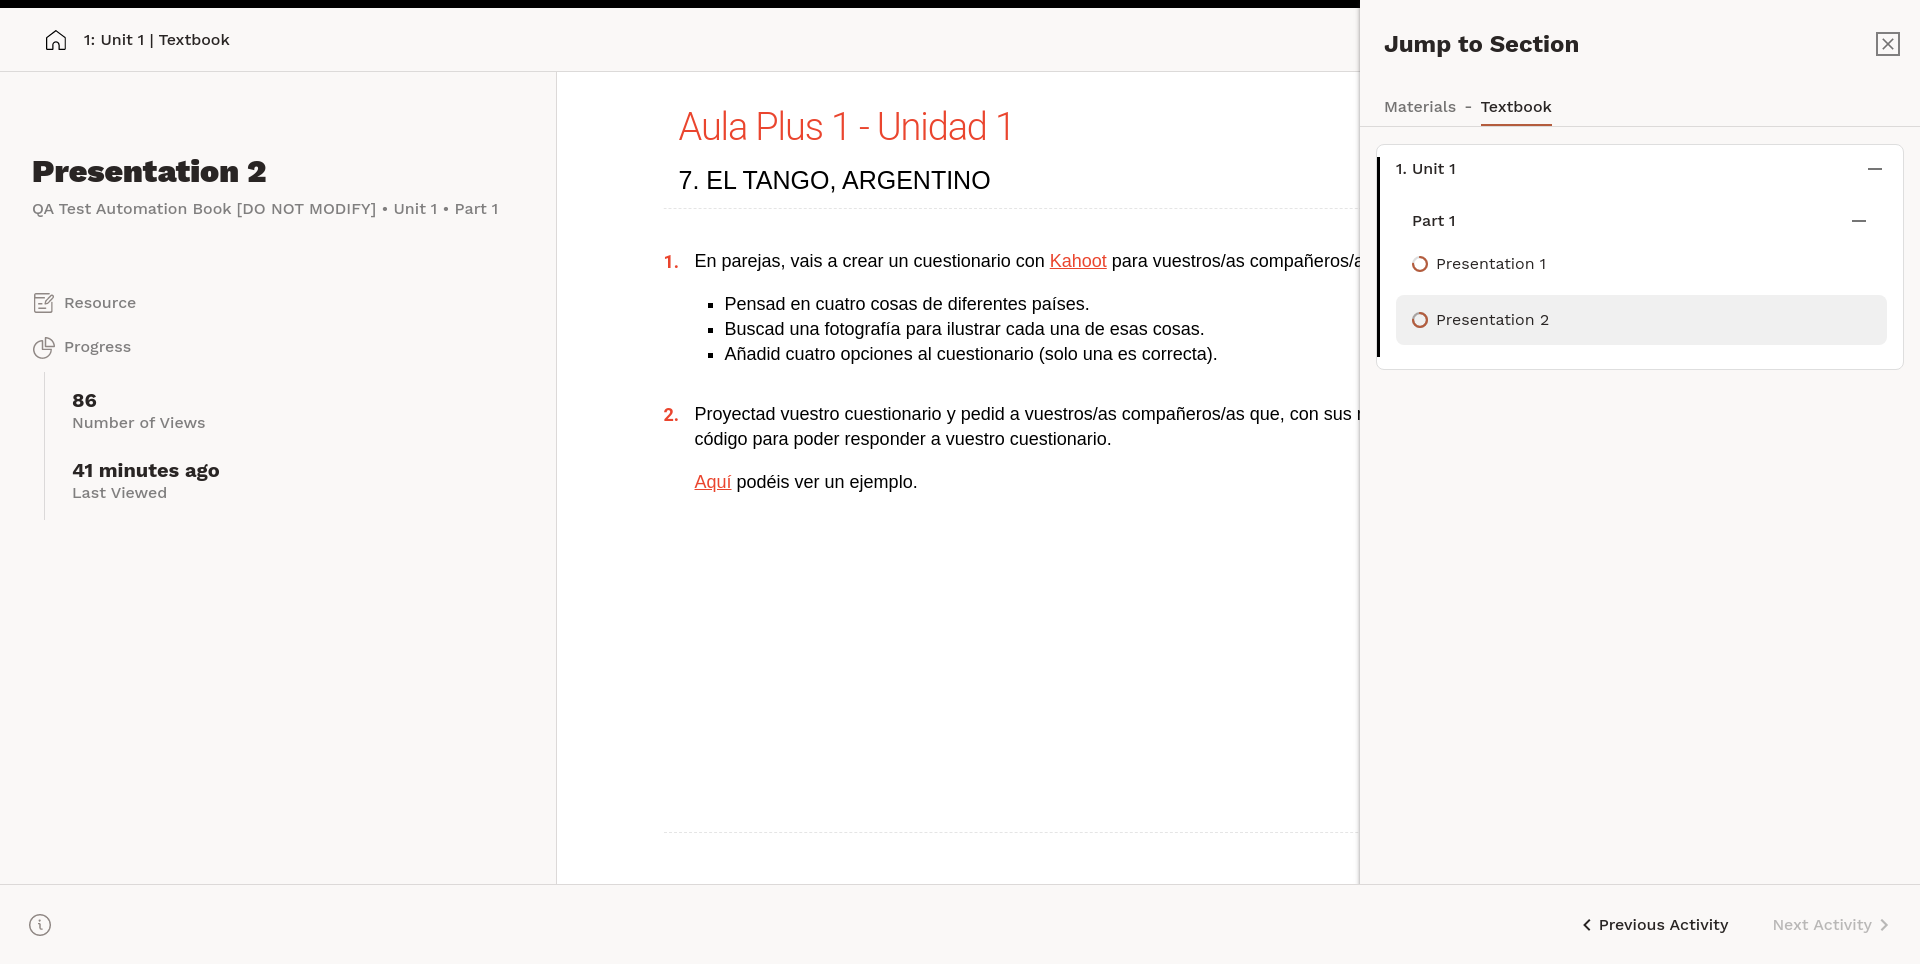 1: Unit 1 | Textbook
Presentation 2
QA Test Automation Book [DO NOT MODIFY] • Unit 1 • Part 1
Resource
Progress
86
Number of Views
41 minutes ago
Last Viewed
Aula Plus 1 - Unidad 1
7. EL TANGO, ARGENTINO
1. En parejas, vais a crear un cuestionario con Kahoot para vuestros/as compañeros/a
▪ Pensad en cuatro cosas de diferentes países.
▪ Buscad una fotografía para ilustrar cada una de esas cosas.
▪ Añadid cuatro opciones al cuestionario (solo una es correcta).
2. Proyectad vuestro cuestionario y pedid a vuestros/as compañeros/as que, con sus
código para poder responder a vuestro cuestionario.
Aquí podéis ver un ejemplo.
Jump to Section
Materials - Textbook
1. Unit 1
Part 1
Presentation 1
Presentation 2
Previous Activity
Next Activity